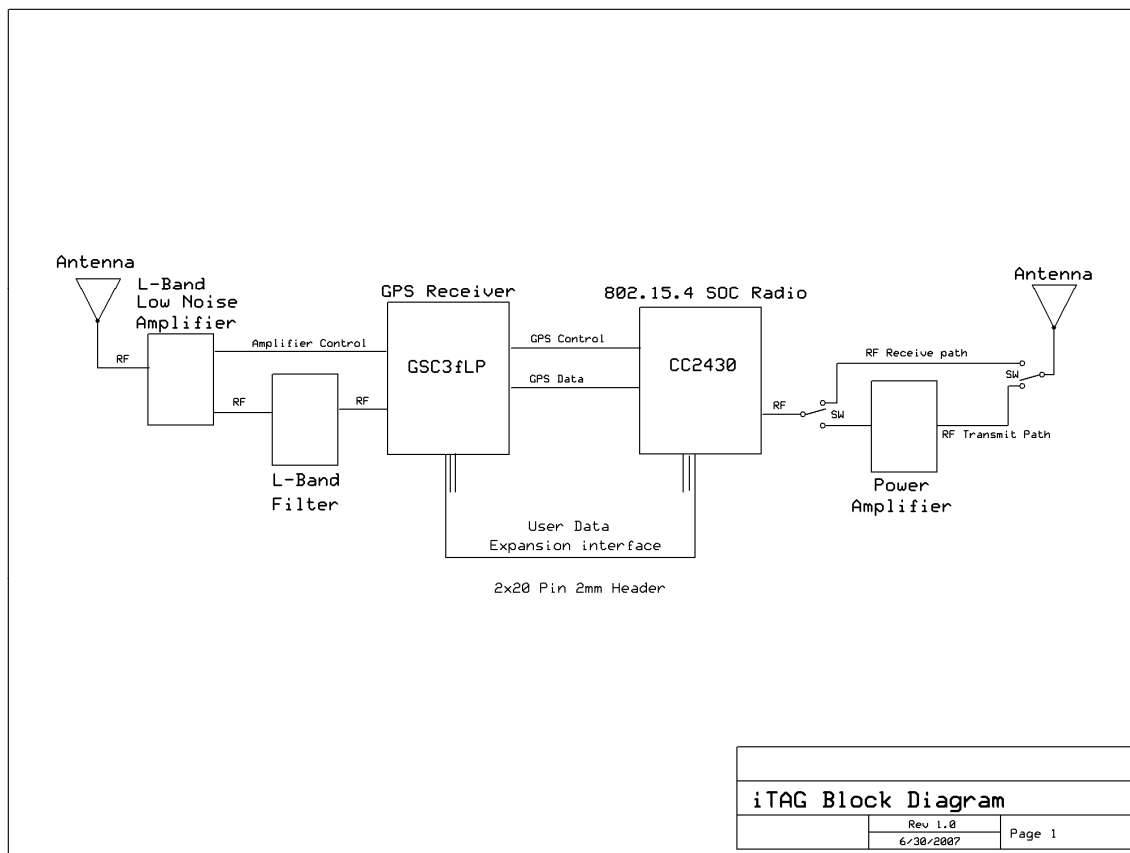 Antenna
L-Band
Low Noise
Amplifier
RF
Amplifier Control
RF
RF
L-Band
Filter
GPS Receiver
GSC3fLP
GPS Control
GPS Data
802.15.4 SOC Radio
CC2430
RF
SW
RF Receive path
SW
Antenna
RF Transmit Path
Power
Amplifier
User Data
Expansion interface
2x20 Pin 2mm Header
iTAG Block Diagram
Rev 1.0
6/30/2007
Page 1